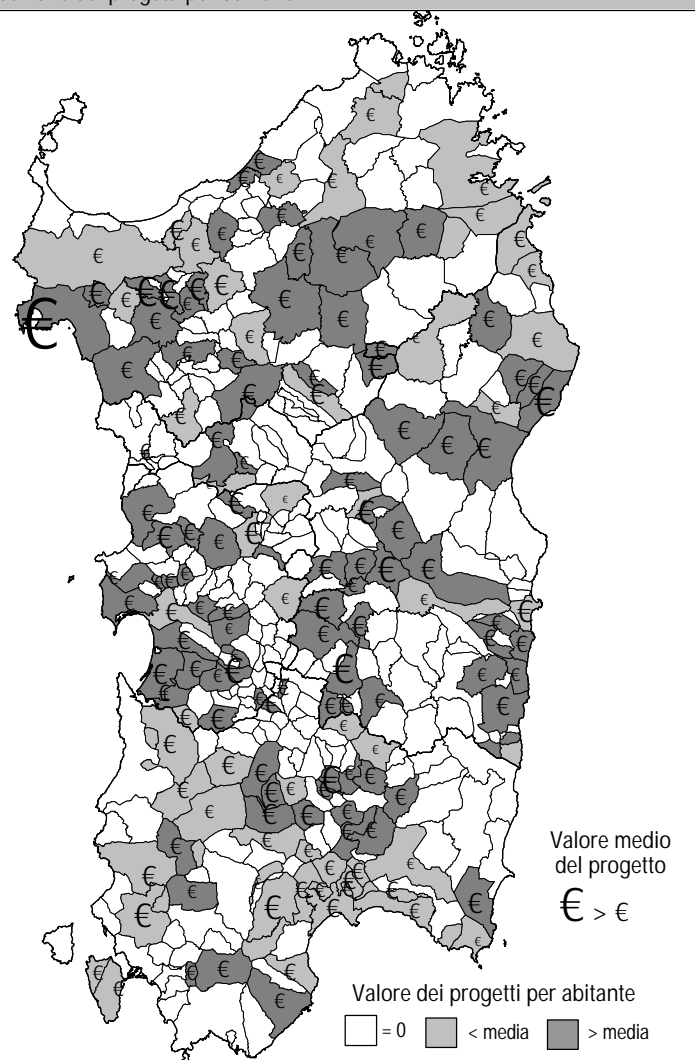 Valore medio
del progetto
€ > €
Valore dei progetti per abitante
= 0
< media
> media